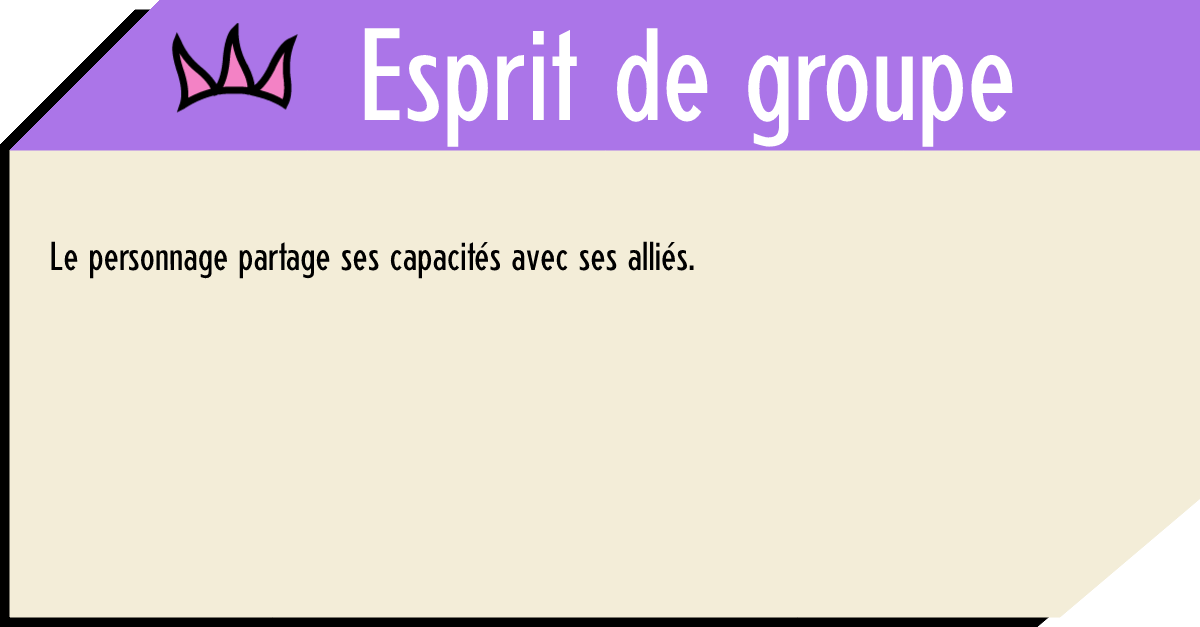 Esprit de groupe
Le personnage partage ses capacités avec ses alliés.